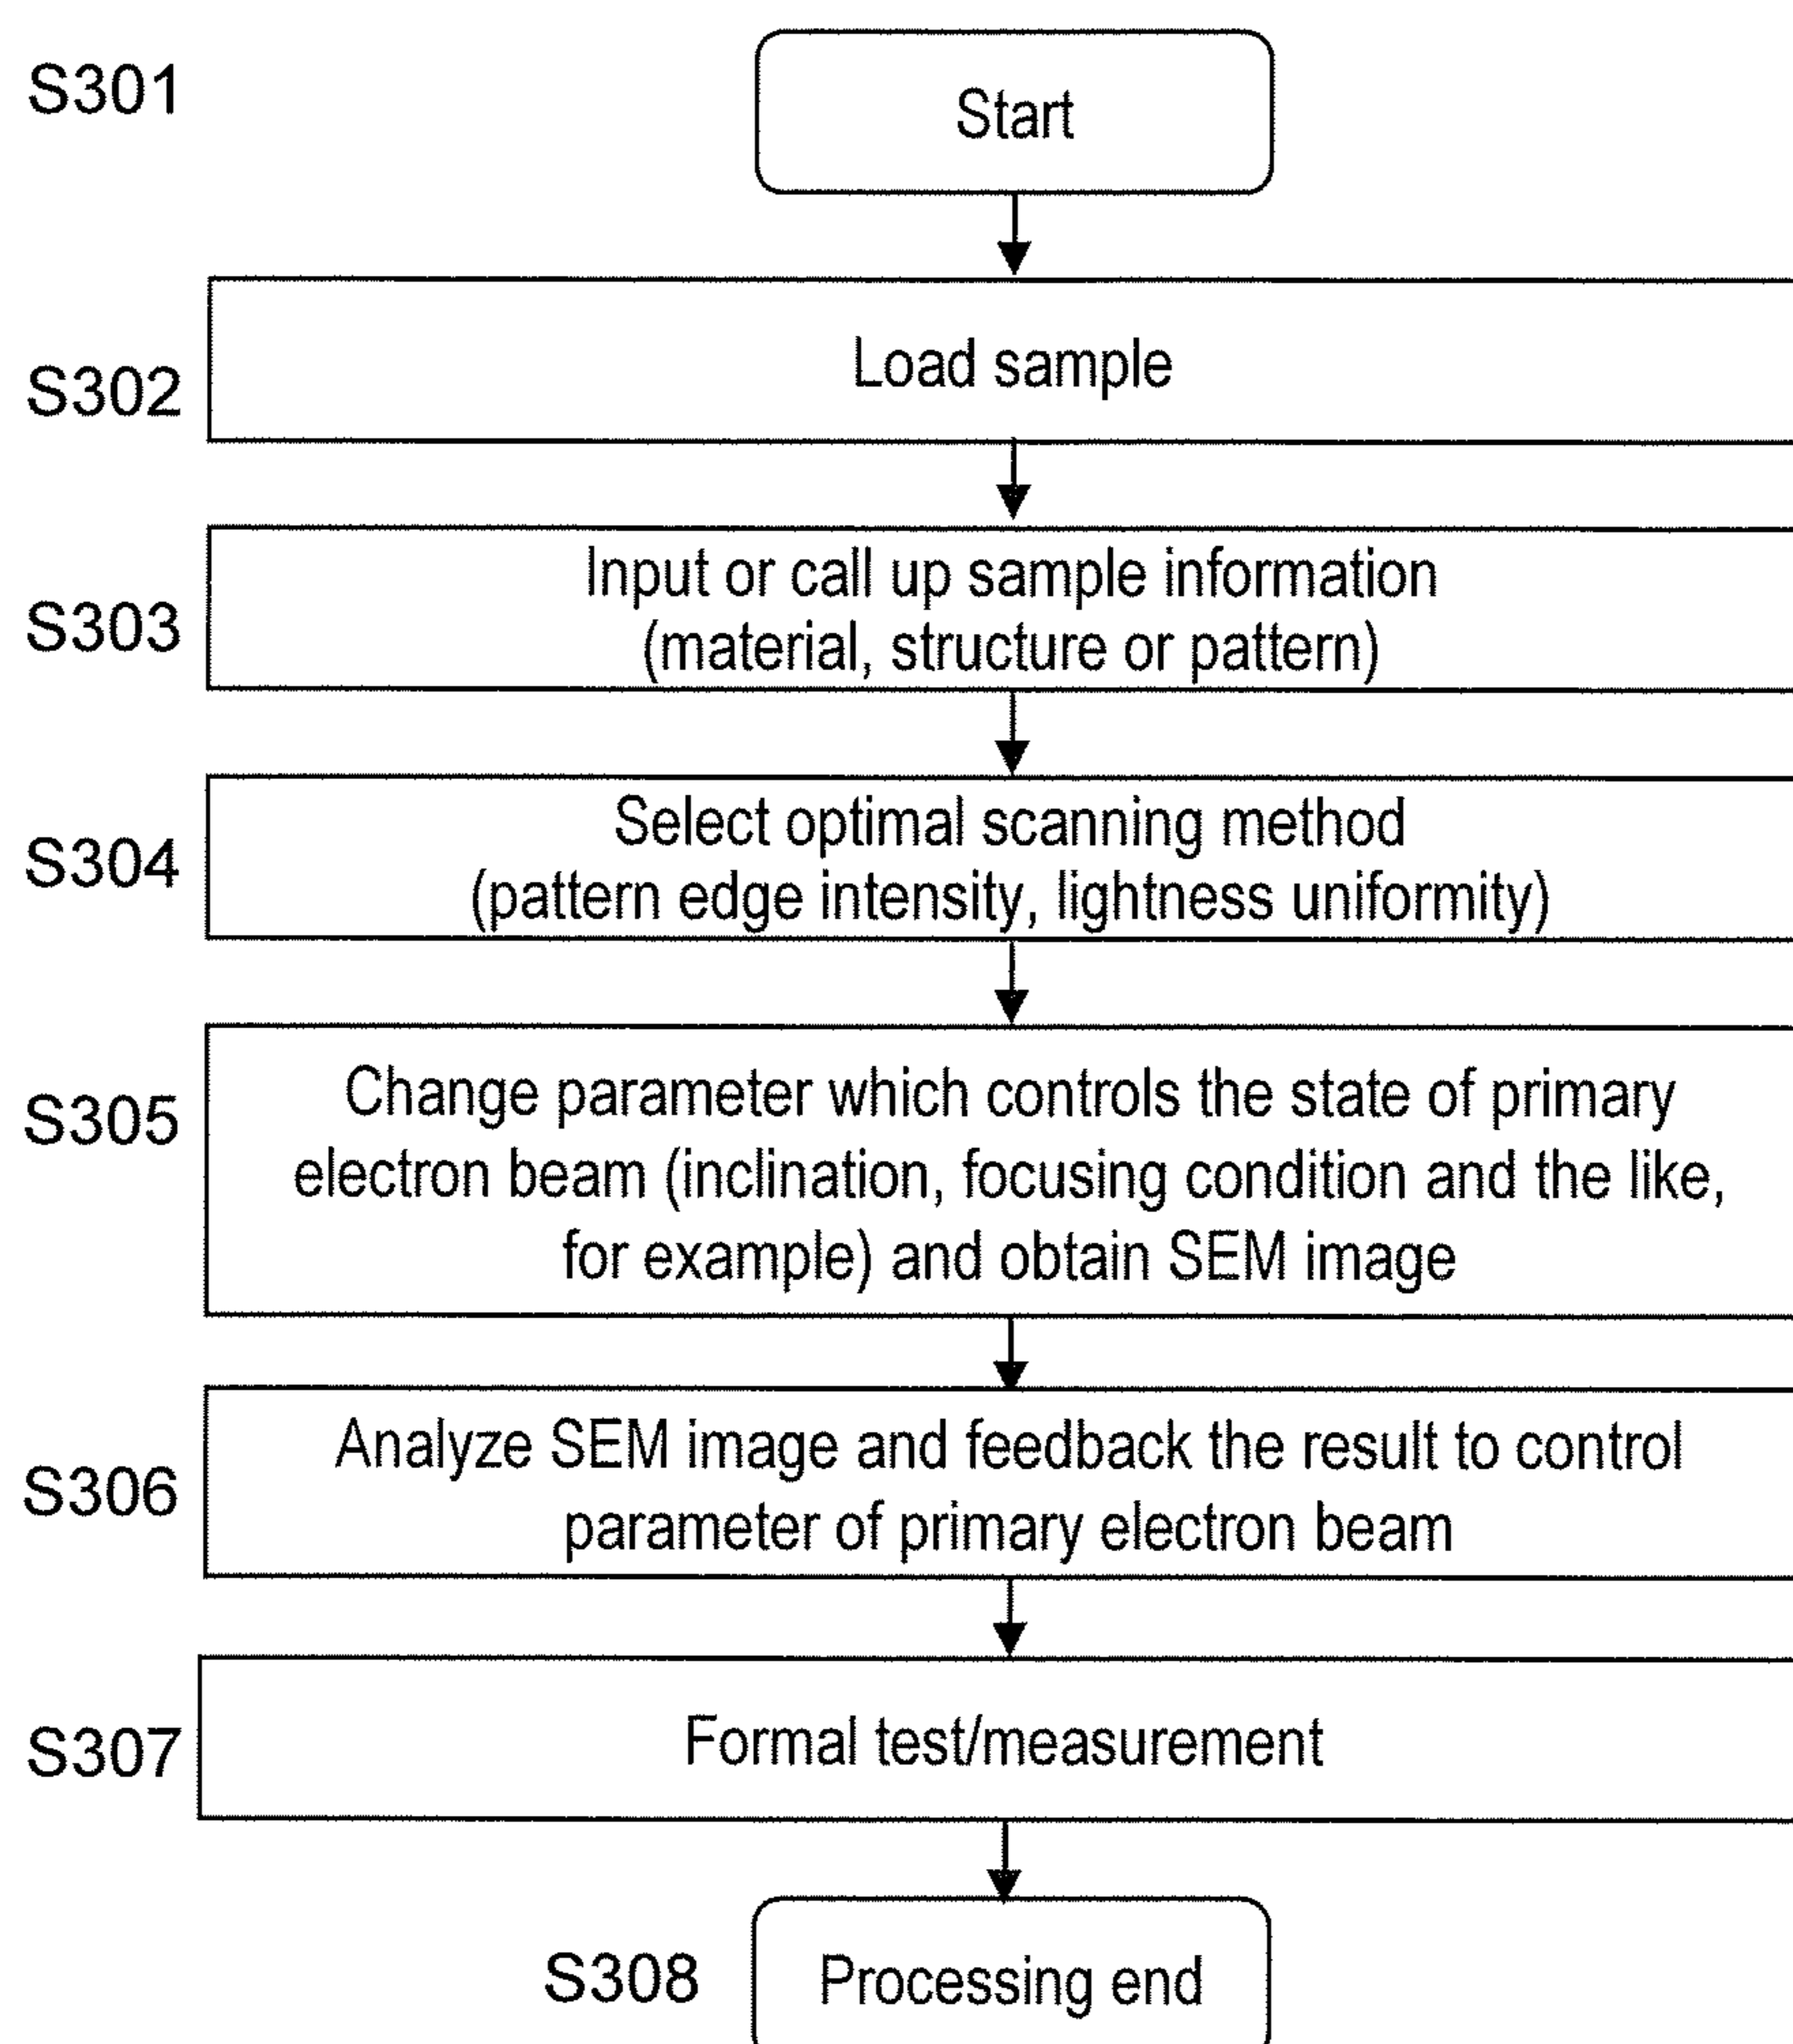 S301
Start
S302
Load sample
S303
Input or call up sample information
(material, structure or pattern)
S304
Select optimal scanning method
(pattern edge intensity, lightness uniformity)
S305
Change parameter which controls the state of primary
electron beam (inclination, focusing condition and the like,
for example) and obtain SEM image
S306
Analyze SEM image and feedback the result to control
parameter of primary electron beam
S307
Formal test/measurement
S308
Processing end